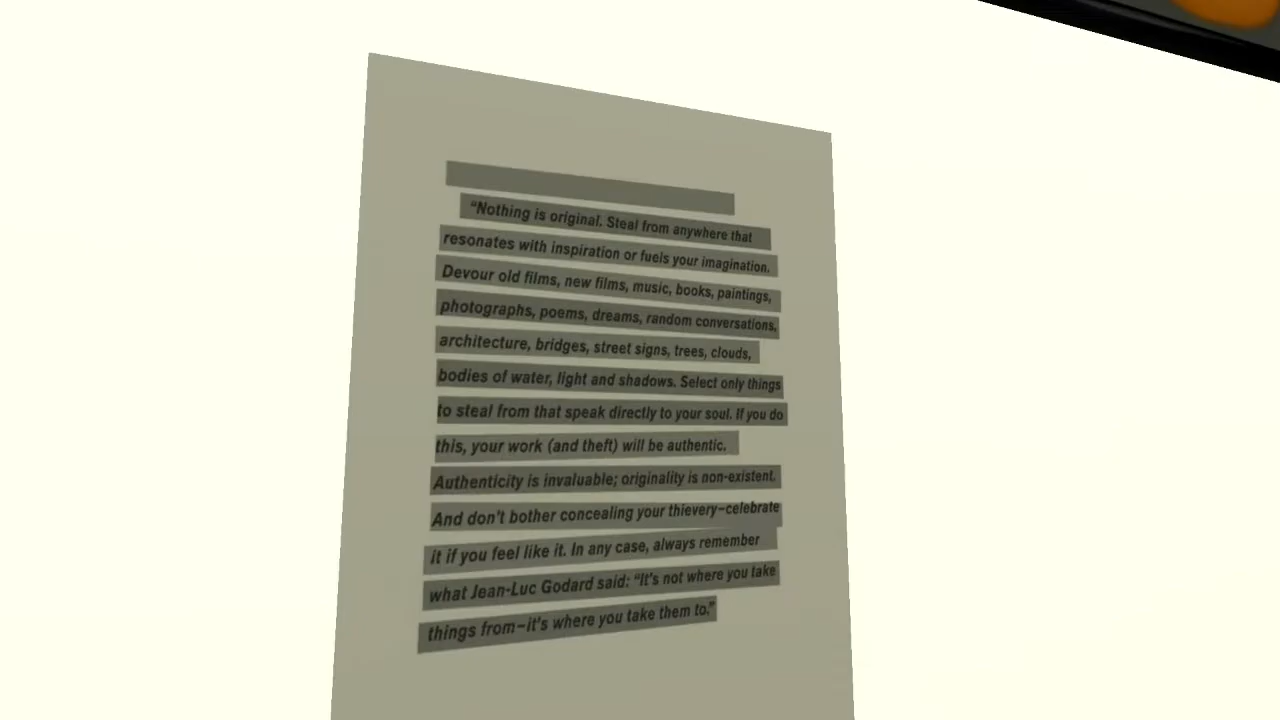 “Nothing is original. Steal from anywhere that
resonates with inspiration or fuels your imagination.
Devour old films, new films, music, books, paintings,
photographs, poems, dreams, random conversations,
architecture, bridges, street signs, trees, clouds,
bodies of water, light and shadows. Select only things
to steal from that speak directly to your soul. If you do
this, your work (and theft) will be authentic.
Authenticity is invaluable; originality is non-existent.
And don’t bother concealing your thievery–celebrate
it if you feel like it. In any case, always remember
what Jean-Luc Godard said: “It’s not where you take
things from–it’s where you take them to.”